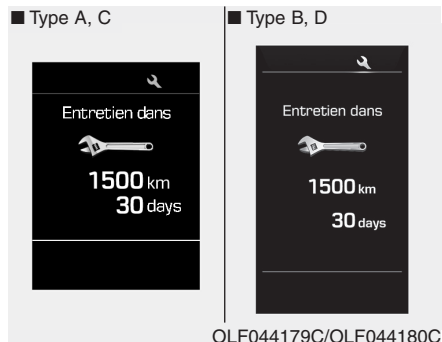 ■ Type A, C
Entretien dans
1500 km
30 days
■ Type B, D
Entretien dans
1500 km
30 days
OLF044179C/OLF044180C